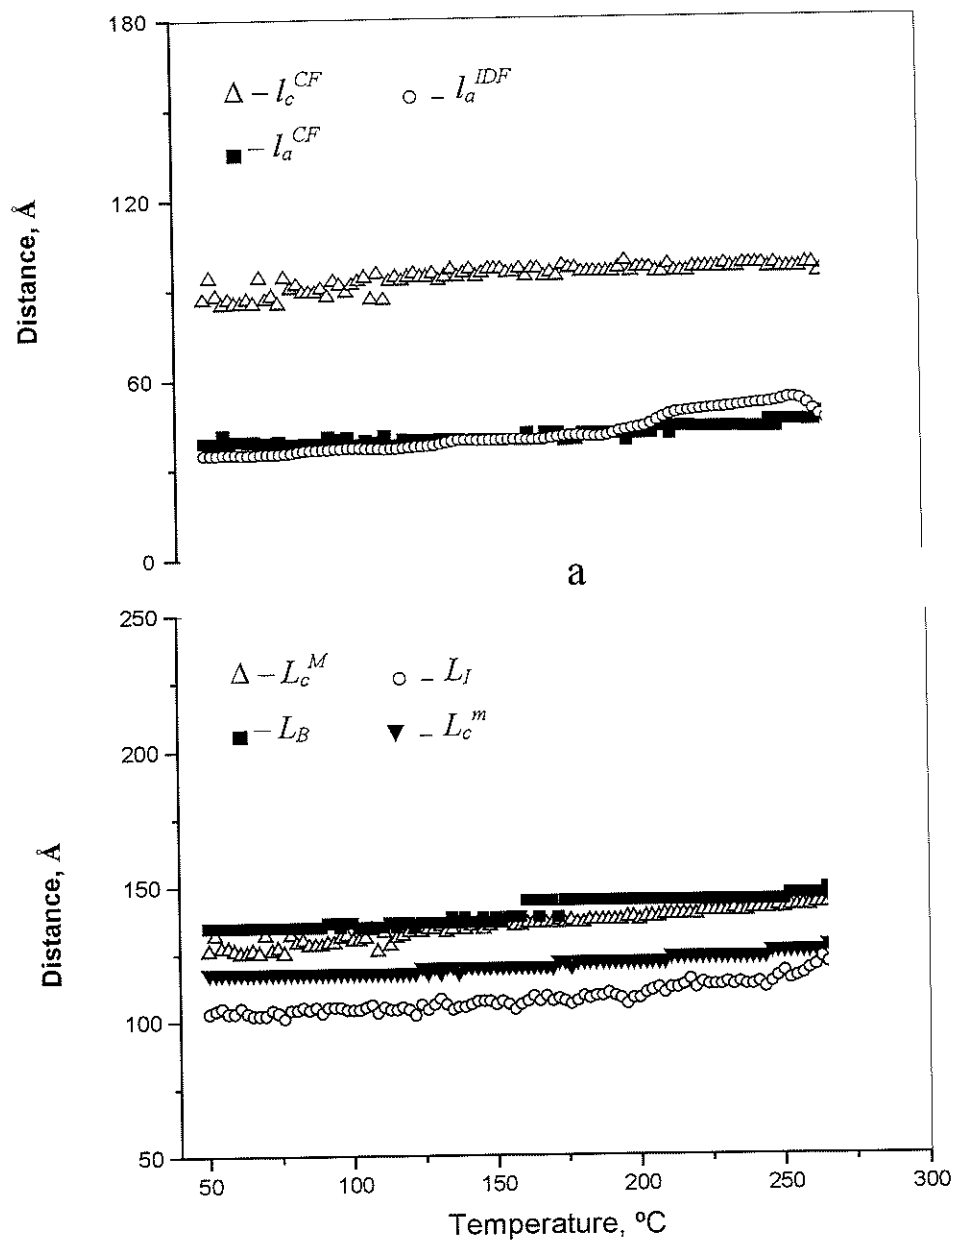 180
△ – l_c^CF ○ – l_a^IDF
■ – l_a^CF
120
Distance, Å
60
0
a
250
△ – L_c^M ○ – L_I
■ – L_B ▼ – L_c^m
200
Distance, Å
150
100
50
50 100 150 200 250 300
Temperature, ºC